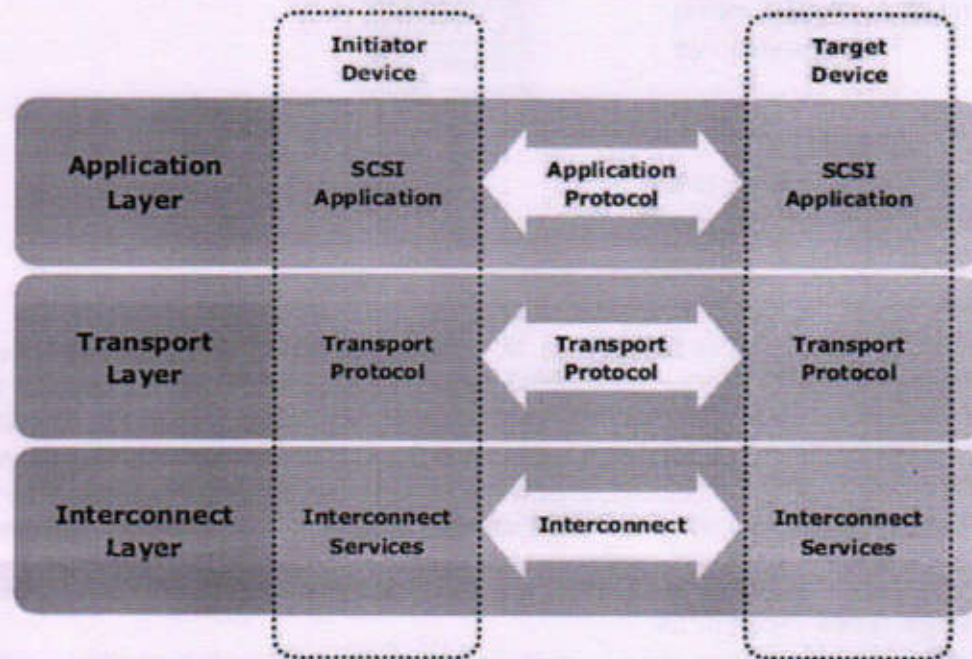 Initiator
Device
Target
Device
Application
Layer
SCSI
Application
Application
Protocol
SCSI
Application
Transport
Layer
Transport
Protocol
Transport
Protocol
Transport
Protocol
Interconnect
Layer
Interconnect
Services
Interconnect
Interconnect
Services